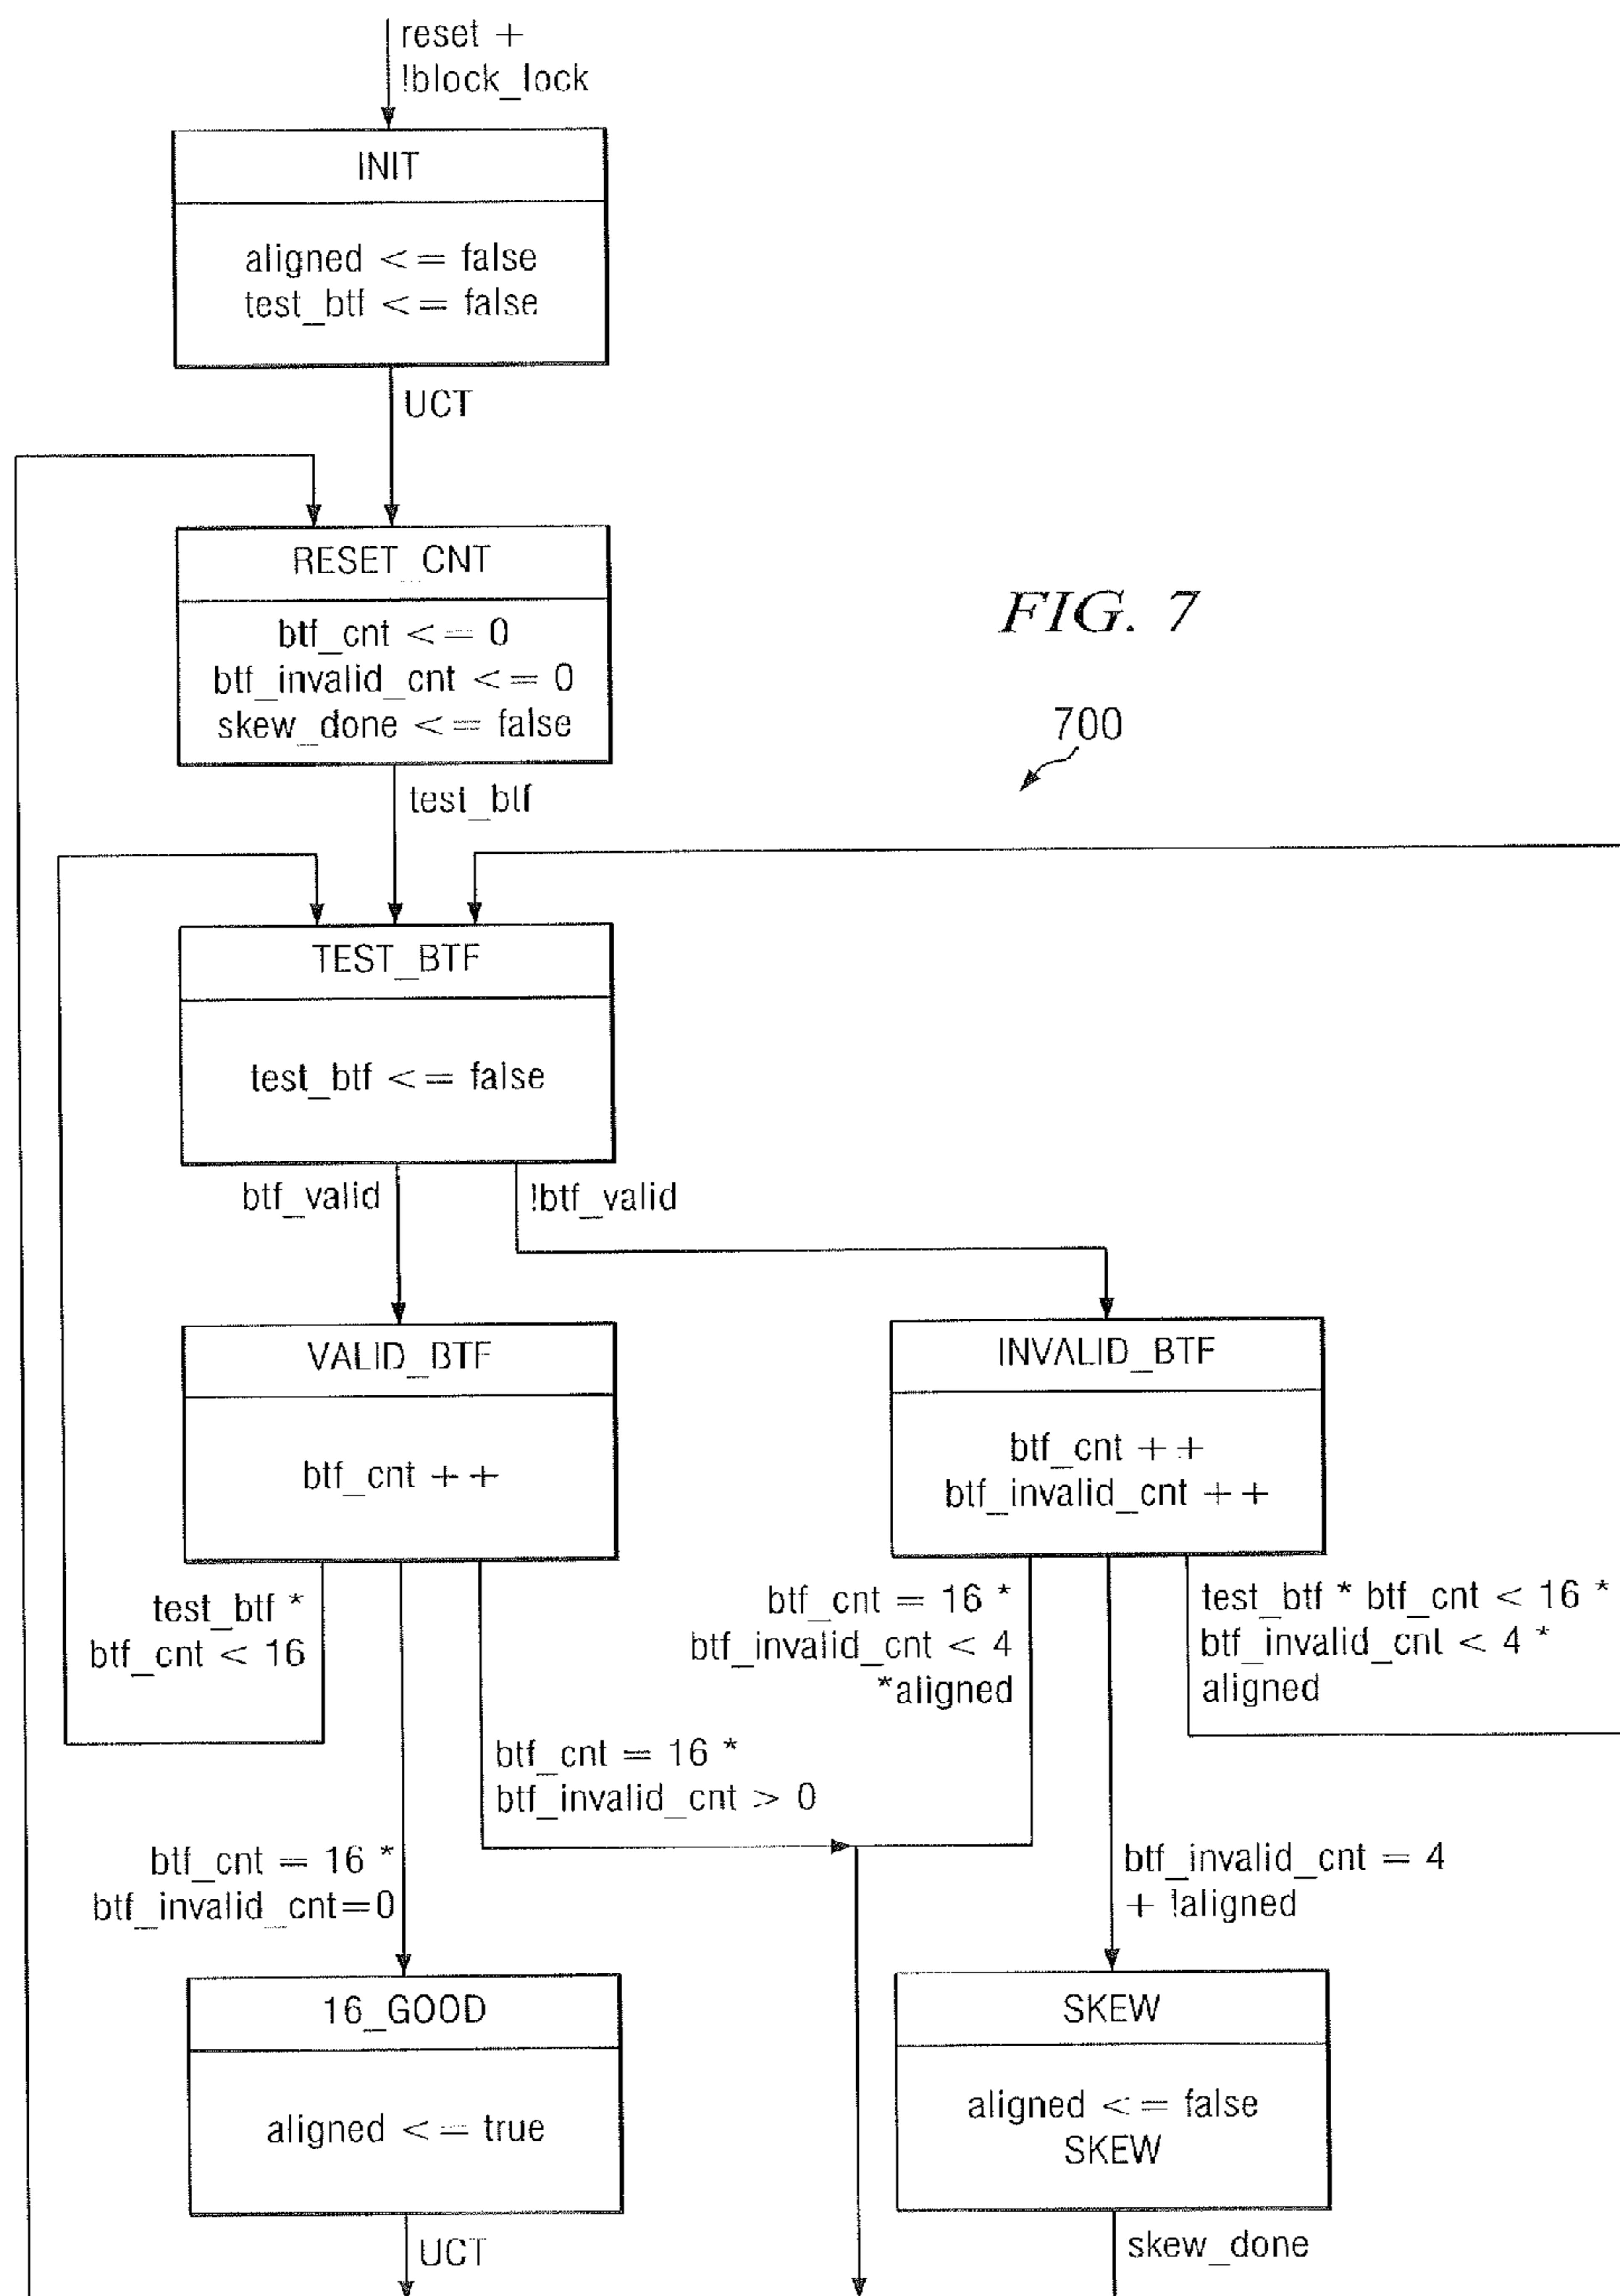 reset +
!block_lock
INIT
aligned <= false
test_btf <= false
UCT
RESET_CNT
btf_cnt <= 0
btf_invalid_cnt <= 0
skew_done <= false
FIG. 7
700
test_btf
TEST_BTF
test_btf <= false
btf_valid
!btf_valid
VALID_BTF
btf_cnt ++
INVALID_BTF
btf_cnt ++
btf_invalid_cnt ++
test_btf *
btf_cnt < 16
btf_cnt = 16 *
btf_invalid_cnt < 4
*aligned
test_btf * btf_cnt < 16 *
btf_invalid_cnt < 4 *
aligned
btf_cnt = 16 *
btf_invalid_cnt > 0
btf_cnt = 16 *
btf_invalid_cnt=0
btf_invalid_cnt = 4
+ !aligned
16_GOOD
aligned <= true
SKEW
aligned <= false
SKEW
UCT
skew_done